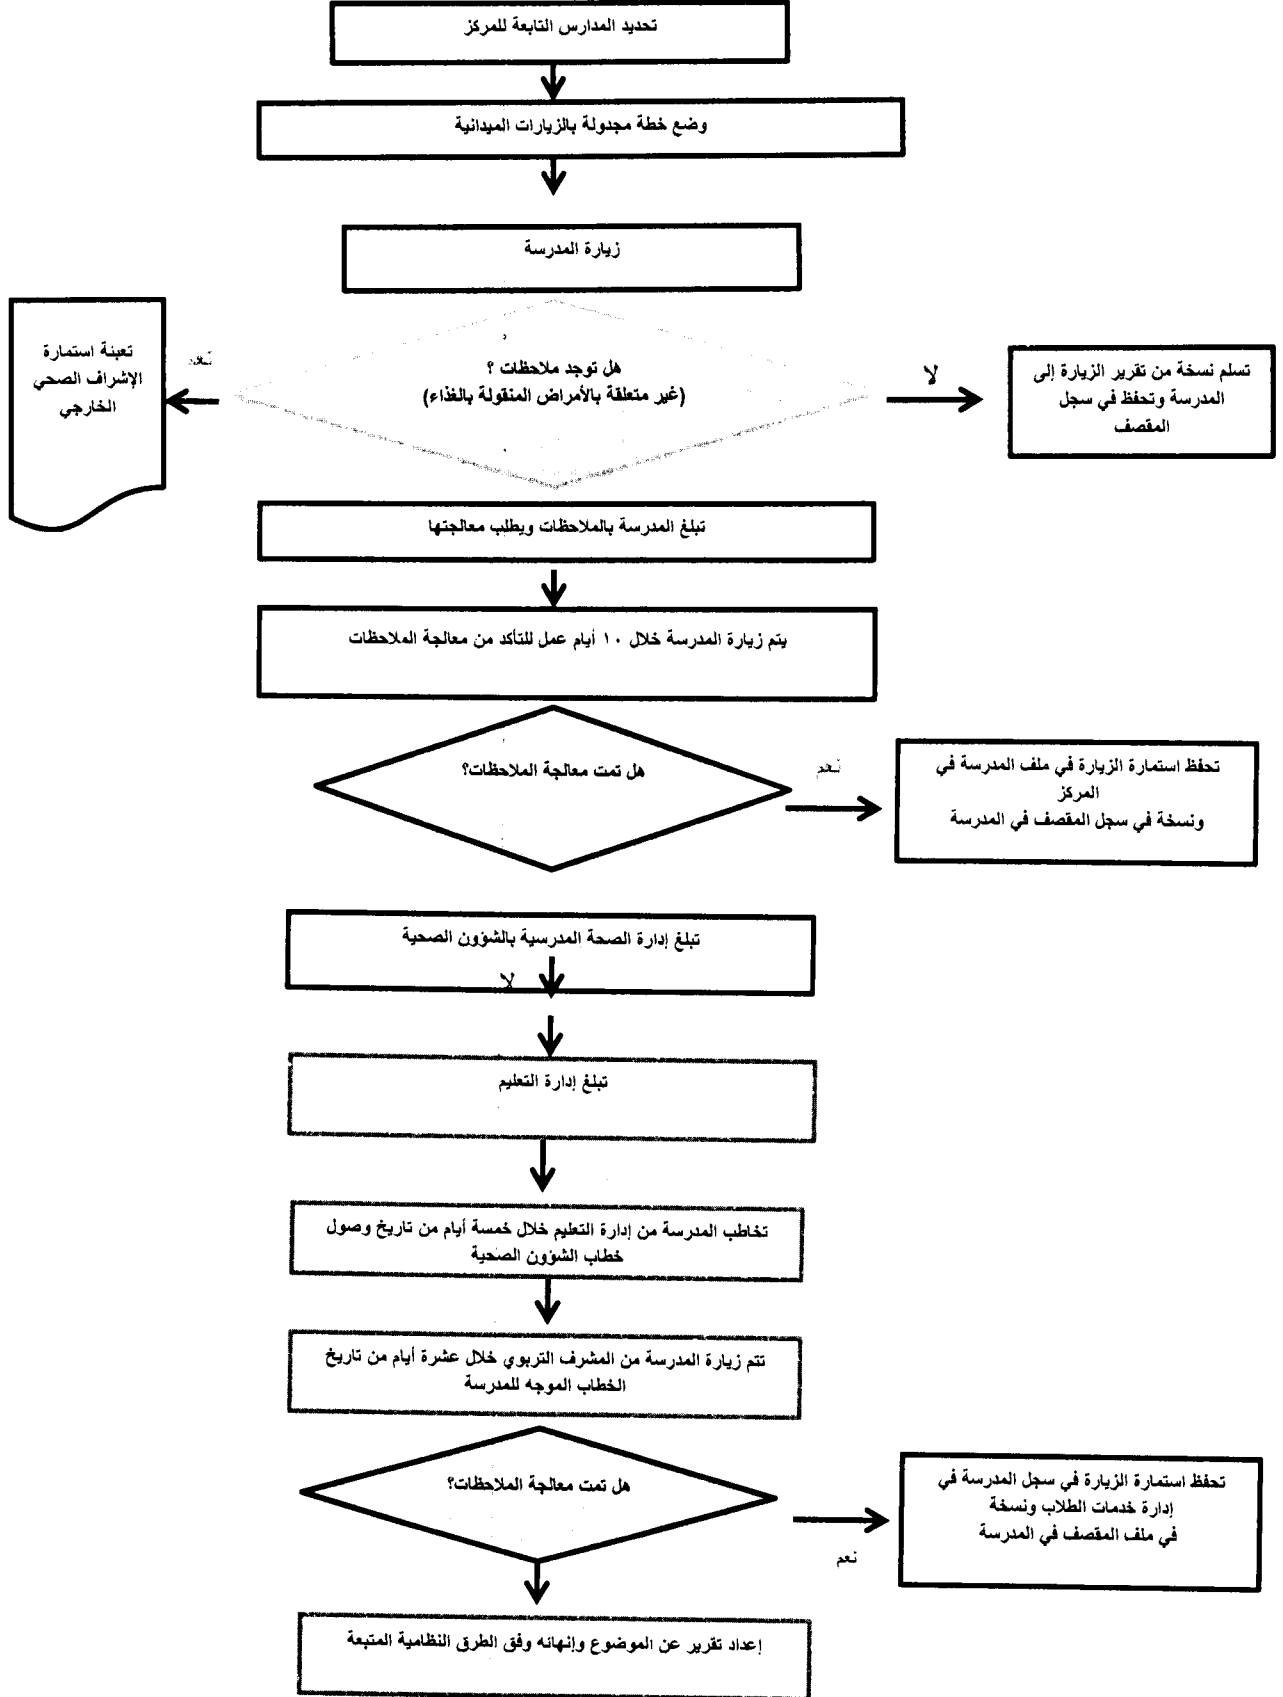 تحديد المدارس التابعة للمركز
وضع خطة مجدولة بالزيارات الميدانية
زيارة المدرسة
هل توجد ملاحظات ؟
(غير متعلقة بالأمراض المنقولة بالغذاء)
نعم
تعبئة استمارة
الإشراف الصحي
الخارجي
لا
تسلم نسخة من تقرير الزيارة إلى
المدرسة وتحفظ في سجل
المقصف
تبلغ المدرسة بالملاحظات ويطلب معالجتها
يتم زيارة المدرسة خلال ١٠ أيام عمل للتأكد من معالجة الملاحظات
هل تمت معالجة الملاحظات؟
نعم
تحفظ استمارة الزيارة في ملف المدرسة في
المركز
ونسخة في سجل المقصف في المدرسة
تبلغ إدارة الصحة المدرسية بالشؤون الصحية
لا
تبلغ إدارة التعليم
تخاطب المدرسة من إدارة التعليم خلال خمسة أيام من تاريخ وصول
خطاب الشؤون الصحية
تتم زيارة المدرسة من المشرف التربوي خلال عشرة أيام من تاريخ
الخطاب الموجه للمدرسة
هل تمت معالجة الملاحظات؟
نعم
تحفظ استمارة الزيارة في سجل المدرسة في
إدارة خدمات الطلاب ونسخة
في ملف المقصف في المدرسة
إعداد تقرير عن الموضوع وإنهائه وفق الطرق النظامية المتبعة